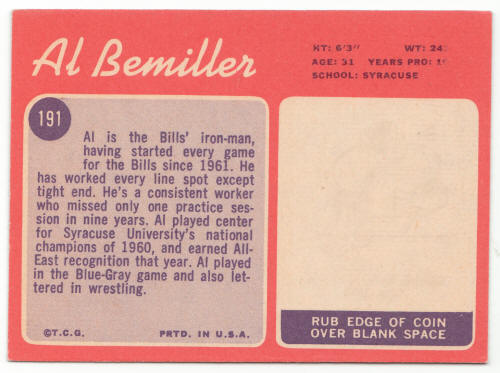 Al Bemiller
HT: 6'3" WT: 24
AGE: 31 YEARS PRO:
SCHOOL: SYRACUSE
191
Al is the Bills' iron-man,
having started every game
for the Bills since 1961. He
has worked every line spot except
tight end. He's a consistent worker
who missed only one practice ses-
sion in nine years. Al played center
for Syracuse University's national
champions of 1960, and earned All-
East recognition that year. Al played
in the Blue-Gray game and also let-
tered in wrestling.
©T.C.G. PRTD. IN U.S.A.
RUB EDGE OF COIN
OVER BLANK SPACE